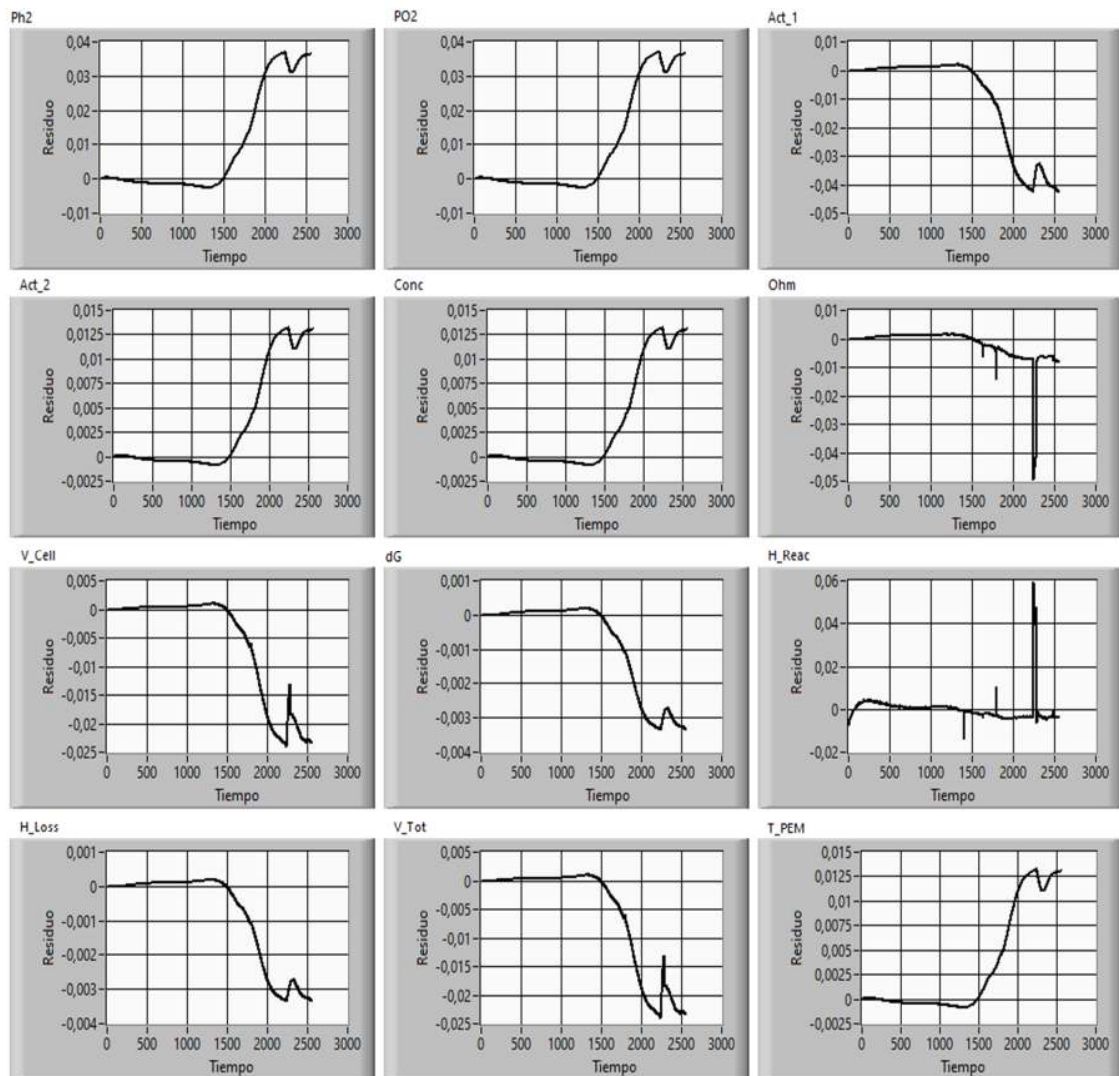 Ph2
PO2
Act_1
Residuo
0,04
0,03
0,02
0,01
0
-0,01
0 500 1000 1500 2000 2500 3000
Tiempo
Residuo
0,04
0,03
0,02
0,01
0
-0,01
0 500 1000 1500 2000 2500 3000
Tiempo
Residuo
0,01
0
-0,01
-0,02
-0,03
-0,04
-0,05
0 500 1000 1500 2000 2500 3000
Tiempo
Act_2
Conc
Ohm
Residuo
0,015
0,0125
0,01
0,0075
0,005
0,0025
0
-0,0025
0 500 1000 1500 2000 2500 3000
Tiempo
Residuo
0,015
0,0125
0,01
0,0075
0,005
0,0025
0
-0,0025
0 500 1000 1500 2000 2500 3000
Tiempo
Residuo
0,01
0
-0,01
-0,02
-0,03
-0,04
-0,05
0 500 1000 1500 2000 2500 3000
Tiempo
V_Cell
dG
H_Reac
Residuo
0,005
0
-0,005
-0,01
-0,015
-0,02
-0,025
0 500 1000 1500 2000 2500 3000
Tiempo
Residuo
0,001
0
-0,001
-0,002
-0,003
-0,004
0 500 1000 1500 2000 2500 3000
Tiempo
Residuo
0,06
0,04
0,02
0
-0,02
0 500 1000 1500 2000 2500 3000
Tiempo
H_Loss
V_Tot
T_PEM
Residuo
0,001
0
-0,001
-0,002
-0,003
-0,004
0 500 1000 1500 2000 2500 3000
Tiempo
Residuo
0,005
0
-0,005
-0,01
-0,015
-0,02
-0,025
0 500 1000 1500 2000 2500 3000
Tiempo
Residuo
0,015
0,0125
0,01
0,0075
0,005
0,0025
0
-0,0025
0 500 1000 1500 2000 2500 3000
Tiempo